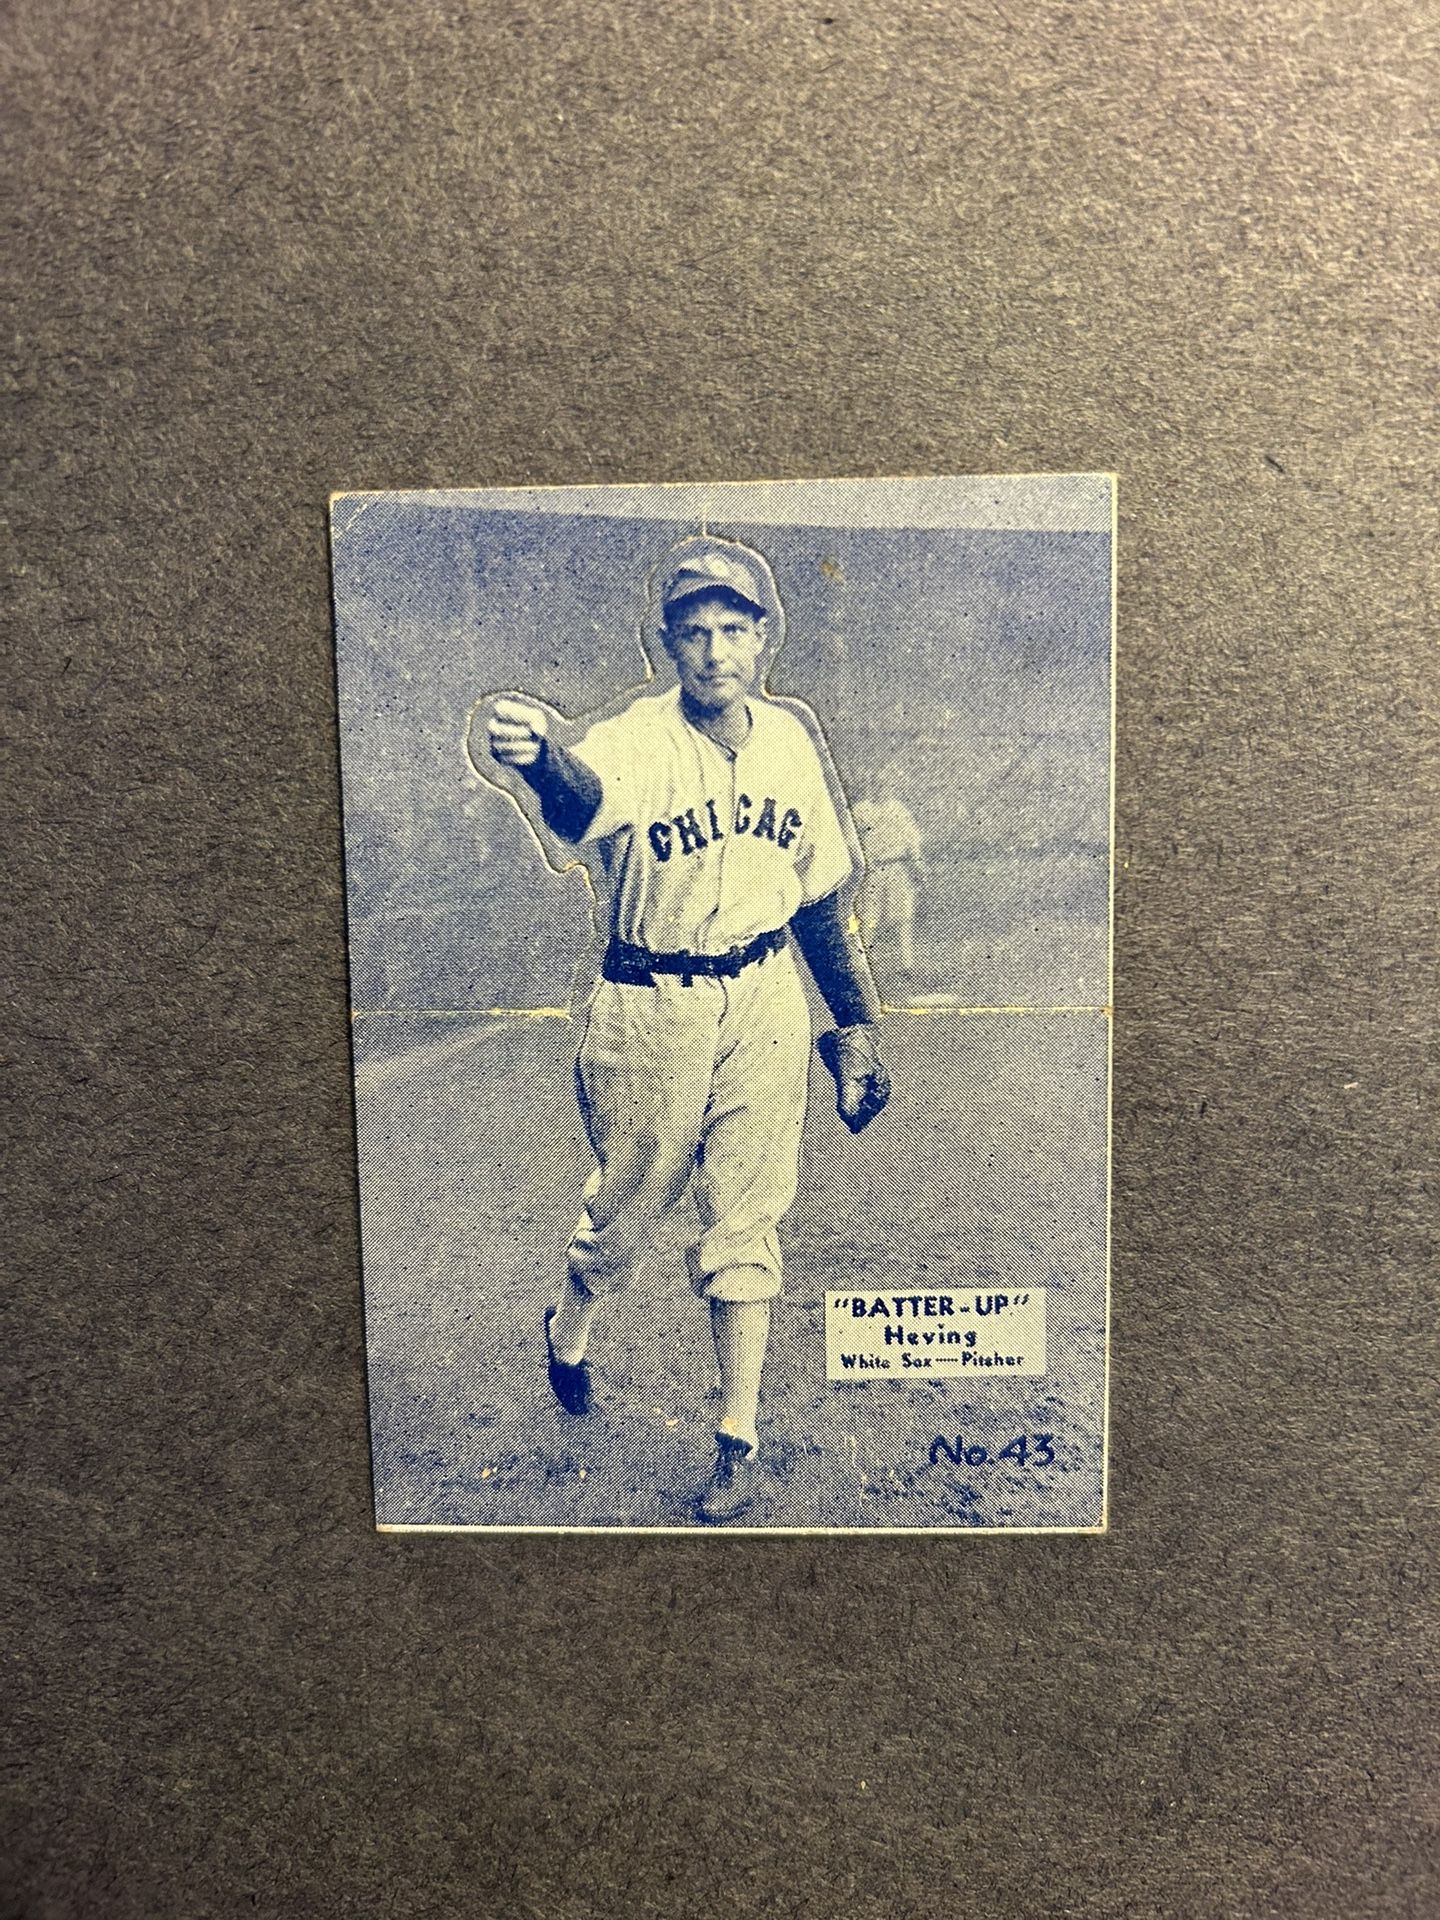 CHICAG
"BATTER-UP"
Heving
White Sox—Pitcher
No. 43